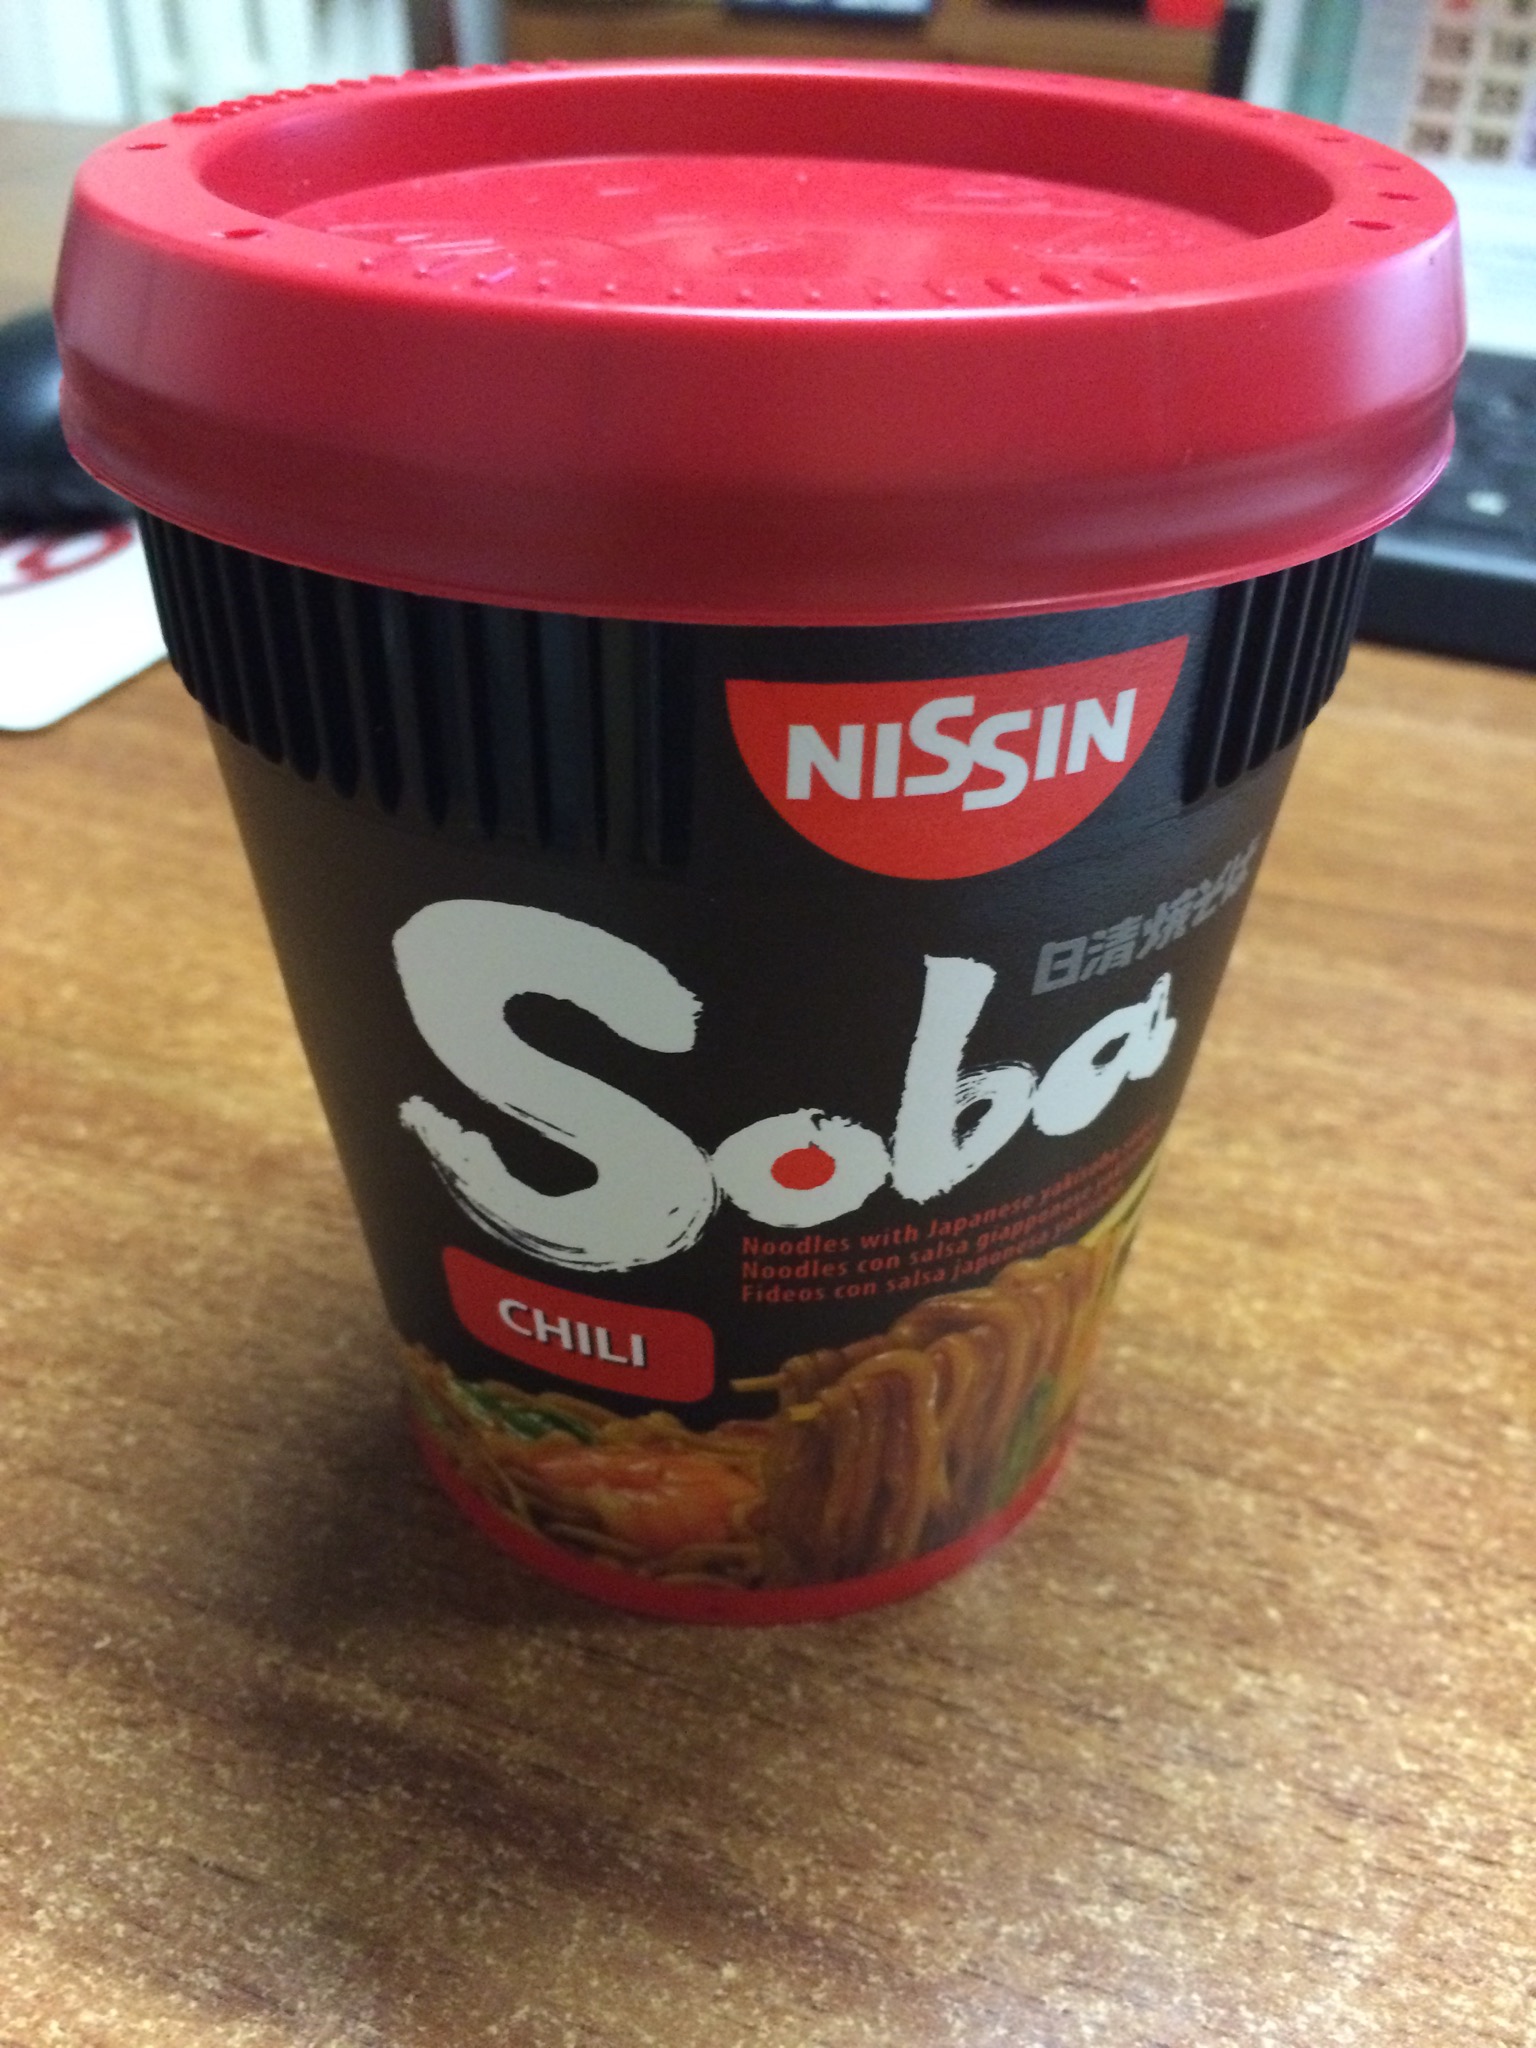 NISSIN
日清焼そば
Soba
Noodles with Japanese yakisoba
Noodles con salsa giapponese
Fideos con salsa japonesa
CHILI